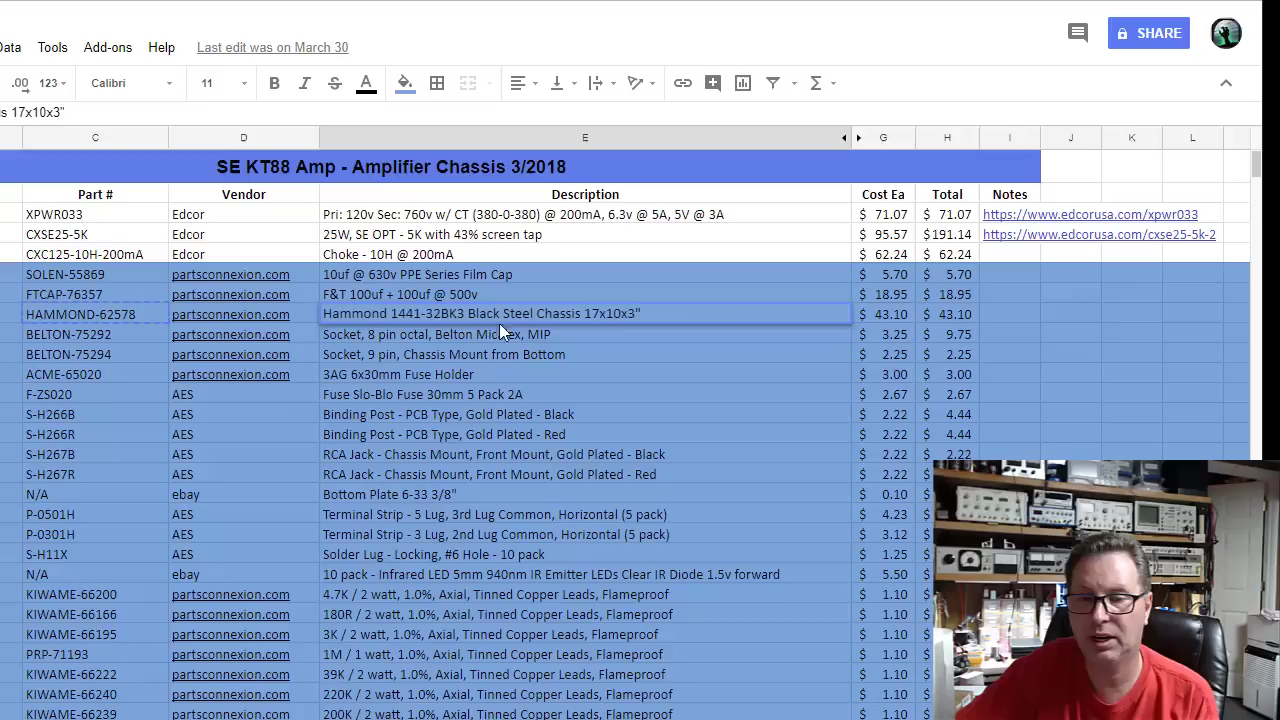 Data Tools Add-ons Help Last edit was on March 30 SHARE
.00 123 Calibri 11 B I S A Σ
is 17x10x3"
C D E G H I J K L
SE KT88 Amp - Amplifier Chassis 3/2018
Part # Vendor Description Cost Ea Total Notes
XPWR033 Edcor Pri: 120v Sec: 760v w/ CT (380-0-380) @ 200mA, 6.3v @ 5A, 5V @ 3A $ 71.07 $ 71.07 https://www.edcorusa.com/xpwr033
CXSE25-5K Edcor 25W, SE OPT - 5K with 43% screen tap $ 95.57 $191.14 https://www.edcorusa.com/cxse25-5k-2
CXC125-10H-200mA Edcor Choke - 10H @ 200mA $ 62.24 $ 62.24
SOLEN-55869 partsconnexion.com 10uf @ 630v PPE Series Film Cap $ 5.70 $ 5.70
FTCAP-76357 partsconnexion.com F&T 100uf + 100uf @ 500v $ 18.95 $ 18.95
HAMMOND-62578 partsconnexion.com Hammond 1441-32BK3 Black Steel Chassis 17x10x3" $ 43.10 $ 43.10
BELTON-75292 partsconnexion.com Socket, 8 pin octal, Belton MIP $ 3.25 $ 9.75
BELTON-75294 partsconnexion.com Socket, 9 pin, Chassis Mount from Bottom $ 2.25 $ 2.25
ACME-65020 partsconnexion.com 3AG 6x30mm Fuse Holder $ 3.00 $ 3.00
F-ZS020 AES Fuse Slo-Blo Fuse 30mm 5 Pack 2A $ 2.67 $ 2.67
S-H266B AES Binding Post - PCB Type, Gold Plated - Black $ 2.22 $ 4.44
S-H266R AES Binding Post - PCB Type, Gold Plated - Red $ 2.22 $ 4.44
S-H267B AES RCA Jack - Chassis Mount, Front Mount, Gold Plated - Black $ 2.22 $ 2.22
S-H267R AES RCA Jack - Chassis Mount, Front Mount, Gold Plated - Red $ 2.22
N/A ebay Bottom Plate 6-33 3/8" $ 0.10
P-0501H AES Terminal Strip - 5 Lug, 3rd Lug Common, Horizontal (5 pack) $ 4.23
P-0301H AES Terminal Strip - 3 Lug, 2nd Lug Common, Horizontal (5 pack) $ 3.12
S-H11X AES Solder Lug - Locking, #6 Hole - 10 pack $ 1.25
N/A ebay 10 pack - Infrared LED 5mm 940nm IR Emitter LEDs Clear IR Diode 1.5v forward $ 5.50
KIWAME-66200 partsconnexion.com 4.7K / 2 watt, 1.0%, Axial, Tinned Copper Leads, Flameproof $ 1.10
KIWAME-66166 partsconnexion.com 180R / 2 watt, 1.0%, Axial, Tinned Copper Leads, Flameproof $ 1.10
KIWAME-66195 partsconnexion.com 3K / 2 watt, 1.0%, Axial, Tinned Copper Leads, Flameproof $ 1.10
PRP-71193 partsconnexion.com 1M / 1 watt, 1.0%, Axial, Tinned Copper Leads, Flameproof $ 1.10
KIWAME-66222 partsconnexion.com 39K / 2 watt, 1.0%, Axial, Tinned Copper Leads, Flameproof $ 1.10
KIWAME-66240 partsconnexion.com 220K / 2 watt, 1.0%, Axial, Tinned Copper Leads, Flameproof $ 1.10
KIWAME-66239 partsconnexion.com 200K / 2 watt, 1.0%, Axial, Tinned Copper Leads, Flameproof $ 1.10